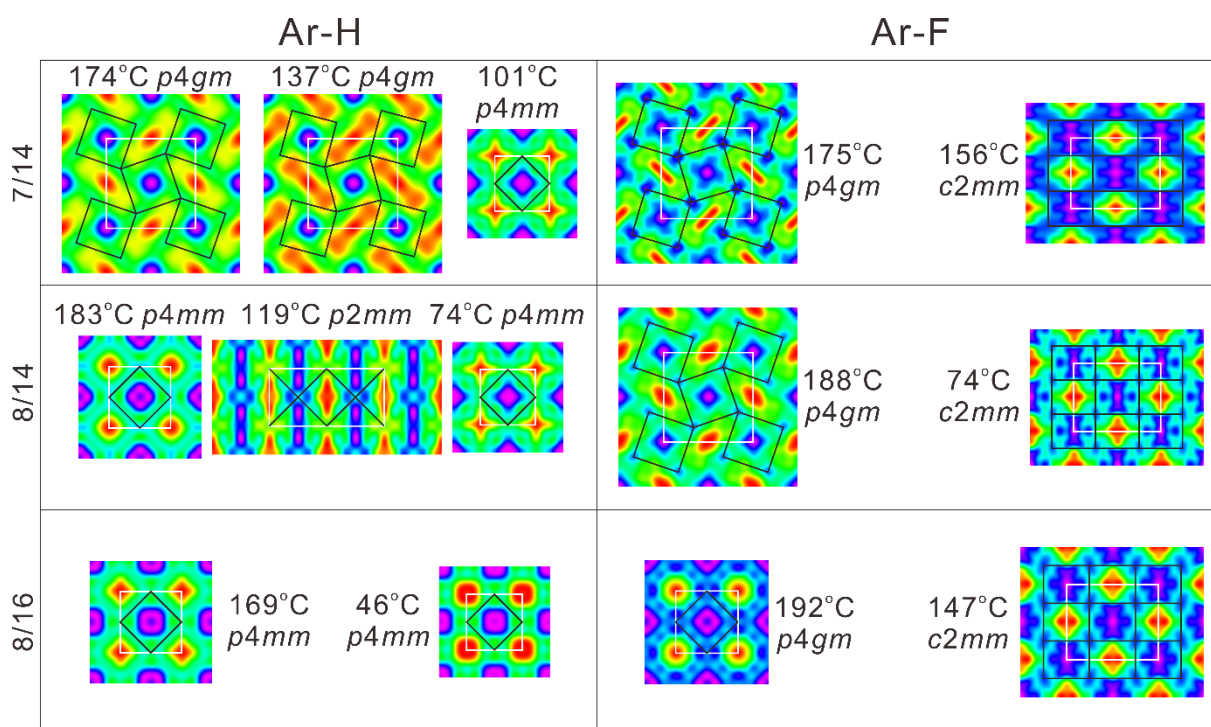 Ar-H
Ar-F
7/14
174°C p4gm
137°C p4gm
101°C
p4mm
175°C
p4gm
156°C
c2mm
8/14
183°C p4mm
119°C p2mm
74°C p4mm
188°C
p4gm
74°C
c2mm
8/16
169°C
p4mm
46°C
p4mm
192°C
p4gm
147°C
c2mm